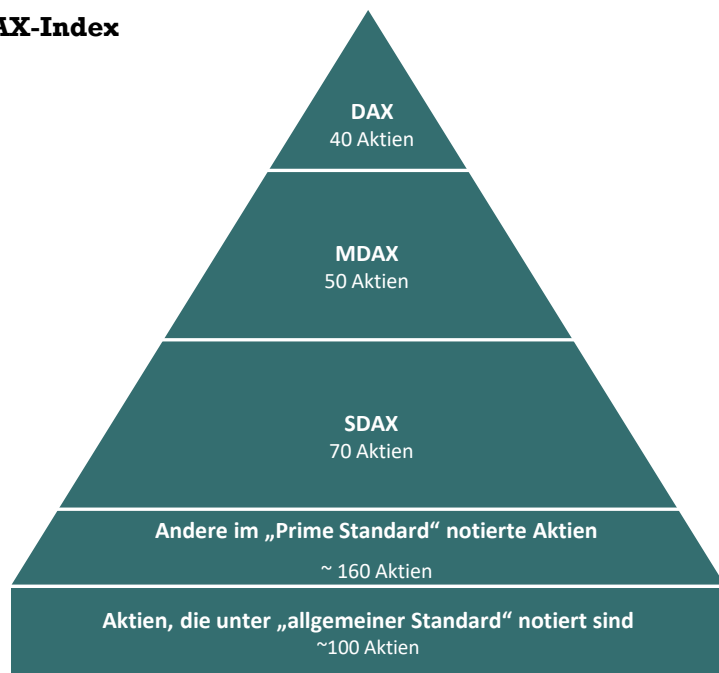 AX-Index
DAX
40 Aktien
MDAX
50 Aktien
SDAX
70 Aktien
Andere im „Prime Standard“ notierte Aktien
~ 160 Aktien
Aktien, die unter „allgemeiner Standard“ notiert sind
~100 Aktien